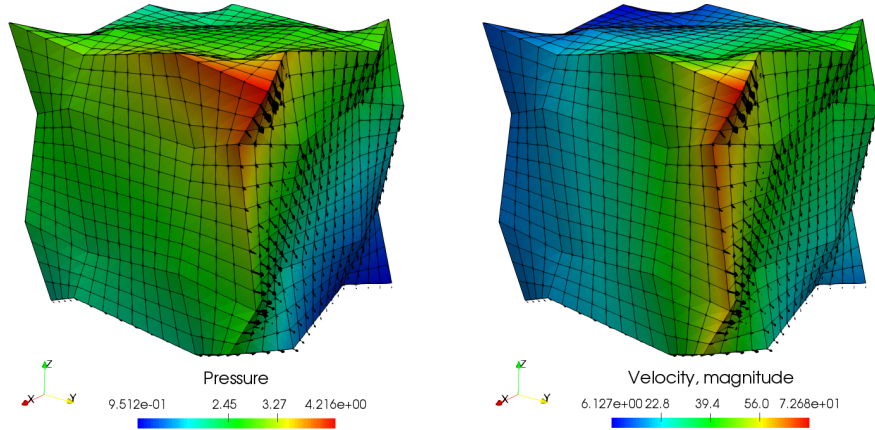 Z
X
Y
Pressure
9.512e-01 2.45 3.27 4.216e+00
Z
X
Y
Velocity, magnitude
6.127e+00 22.8 39.4 56.0 7.268e+01